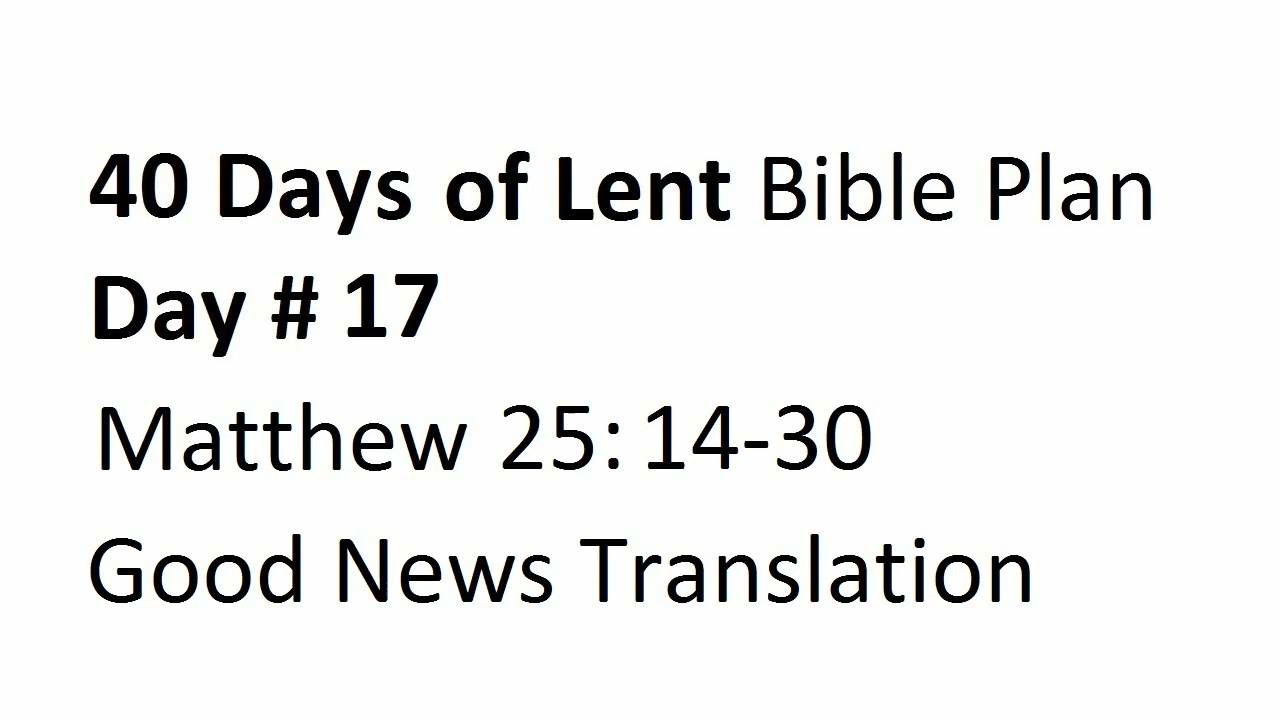 40 Days of Lent Bible Plan
Day # 17
Matthew 25: 14-30
Good News Translation